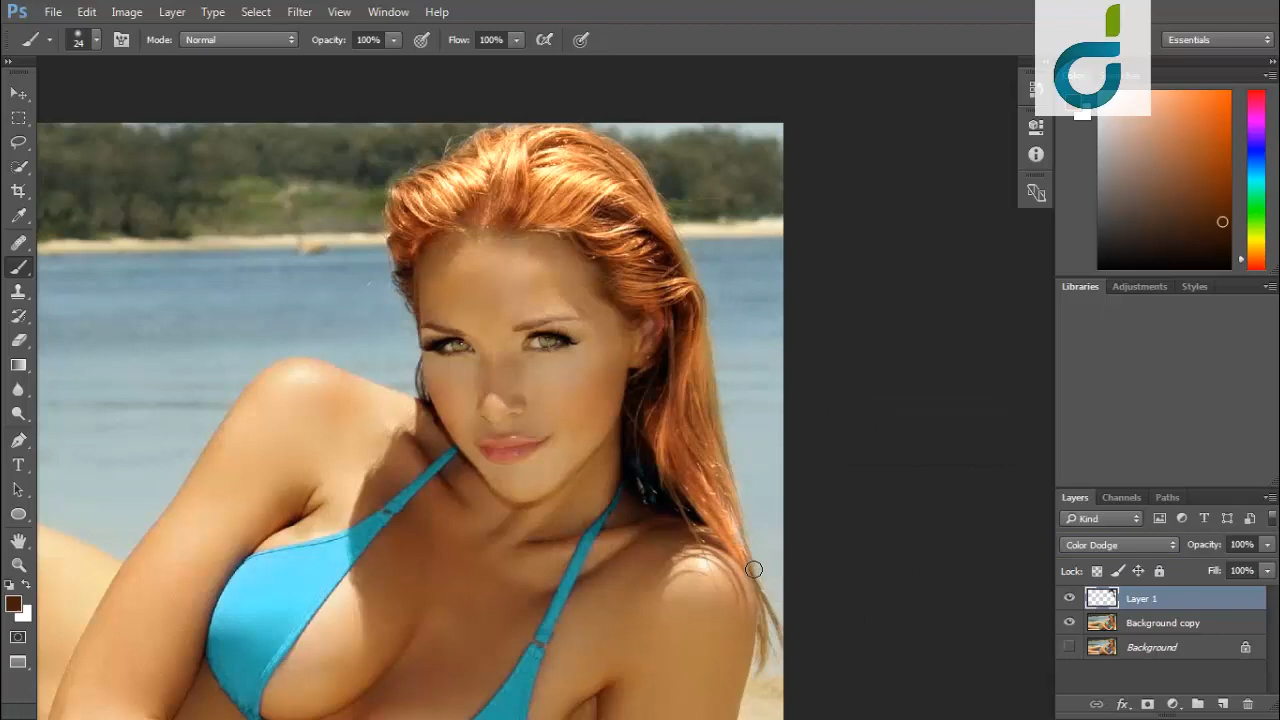 Ps File Edit Image Layer Type Select Filter View Window Help
24 Mode: Normal Opacity: 100% Flow: 100% Essentials
Color
Libraries Adjustments Styles
Layers Channels Paths
Kind
Color Dodge Opacity: 100%
Lock: Fill: 100%
Layer 1
Background copy
Background